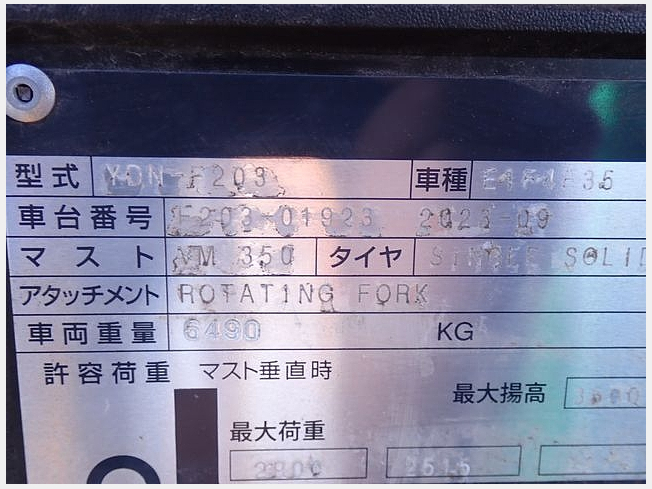 型式 YDN-F203 車種
車台番号 F203-01923 2023-09
マスト VM 350 タイヤ SOLID
アタッチメント ROTATING FORK
車両重量 6490 KG
許容荷重 マスト垂直時
最大揚高
最大荷重
2515